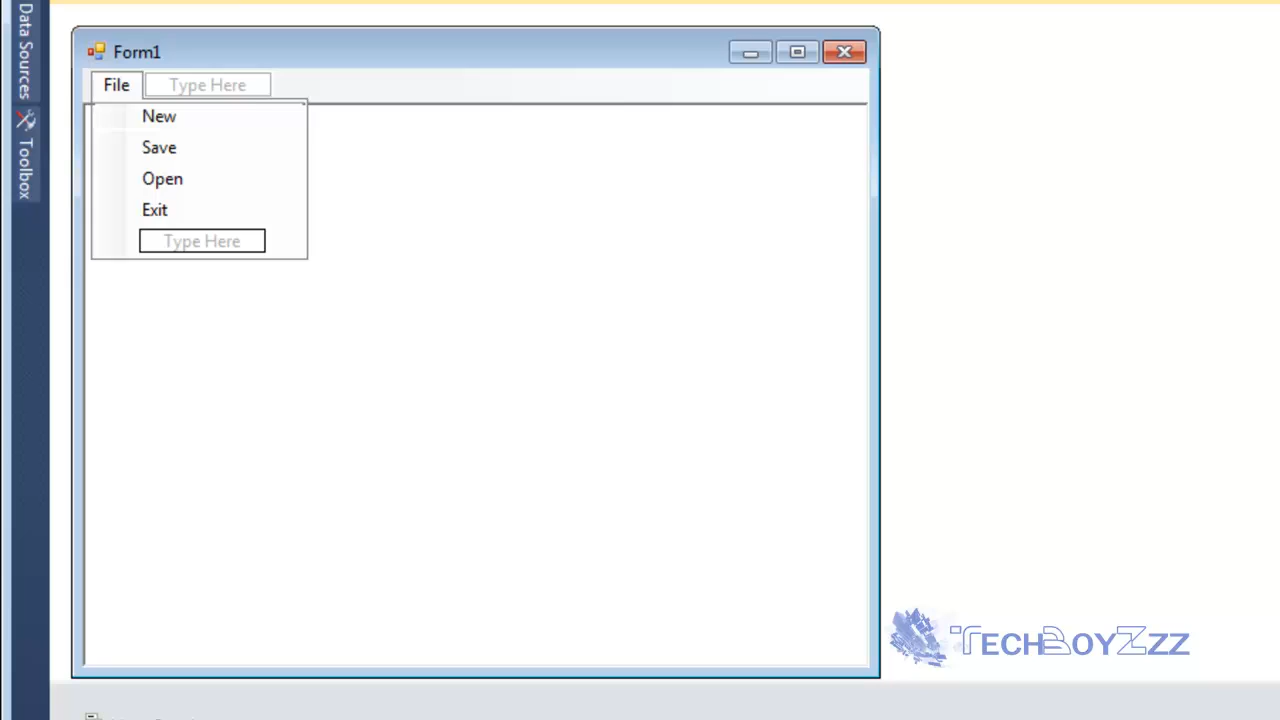 Data Sources
Toolbox
Form1
File
Type Here
New
Save
Open
Exit
Type Here
TECHBOYZZZ